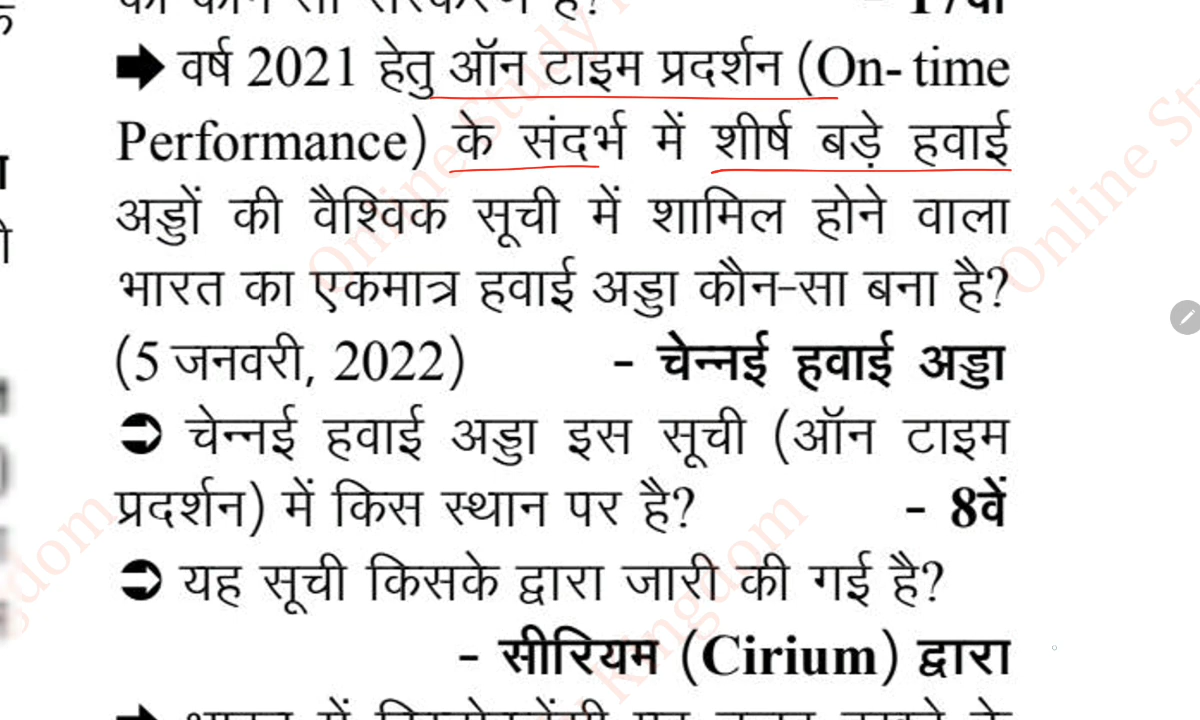 ➡ वर्ष 2021 हेतु ऑन टाइम प्रदर्शन (On-time
Performance) के संदर्भ में शीर्ष बड़े हवाई
अड्डों की वैश्विक सूची में शामिल होने वाला
भारत का एकमात्र हवाई अड्डा कौन-सा बना है?
(5 जनवरी, 2022) - चेन्नई हवाई अड्डा
➲ चेन्नई हवाई अड्डा इस सूची (ऑन टाइम
प्रदर्शन) में किस स्थान पर है? - 8वें
➲ यह सूची किसके द्वारा जारी की गई है?
- सीरियम (Cirium) द्वारा